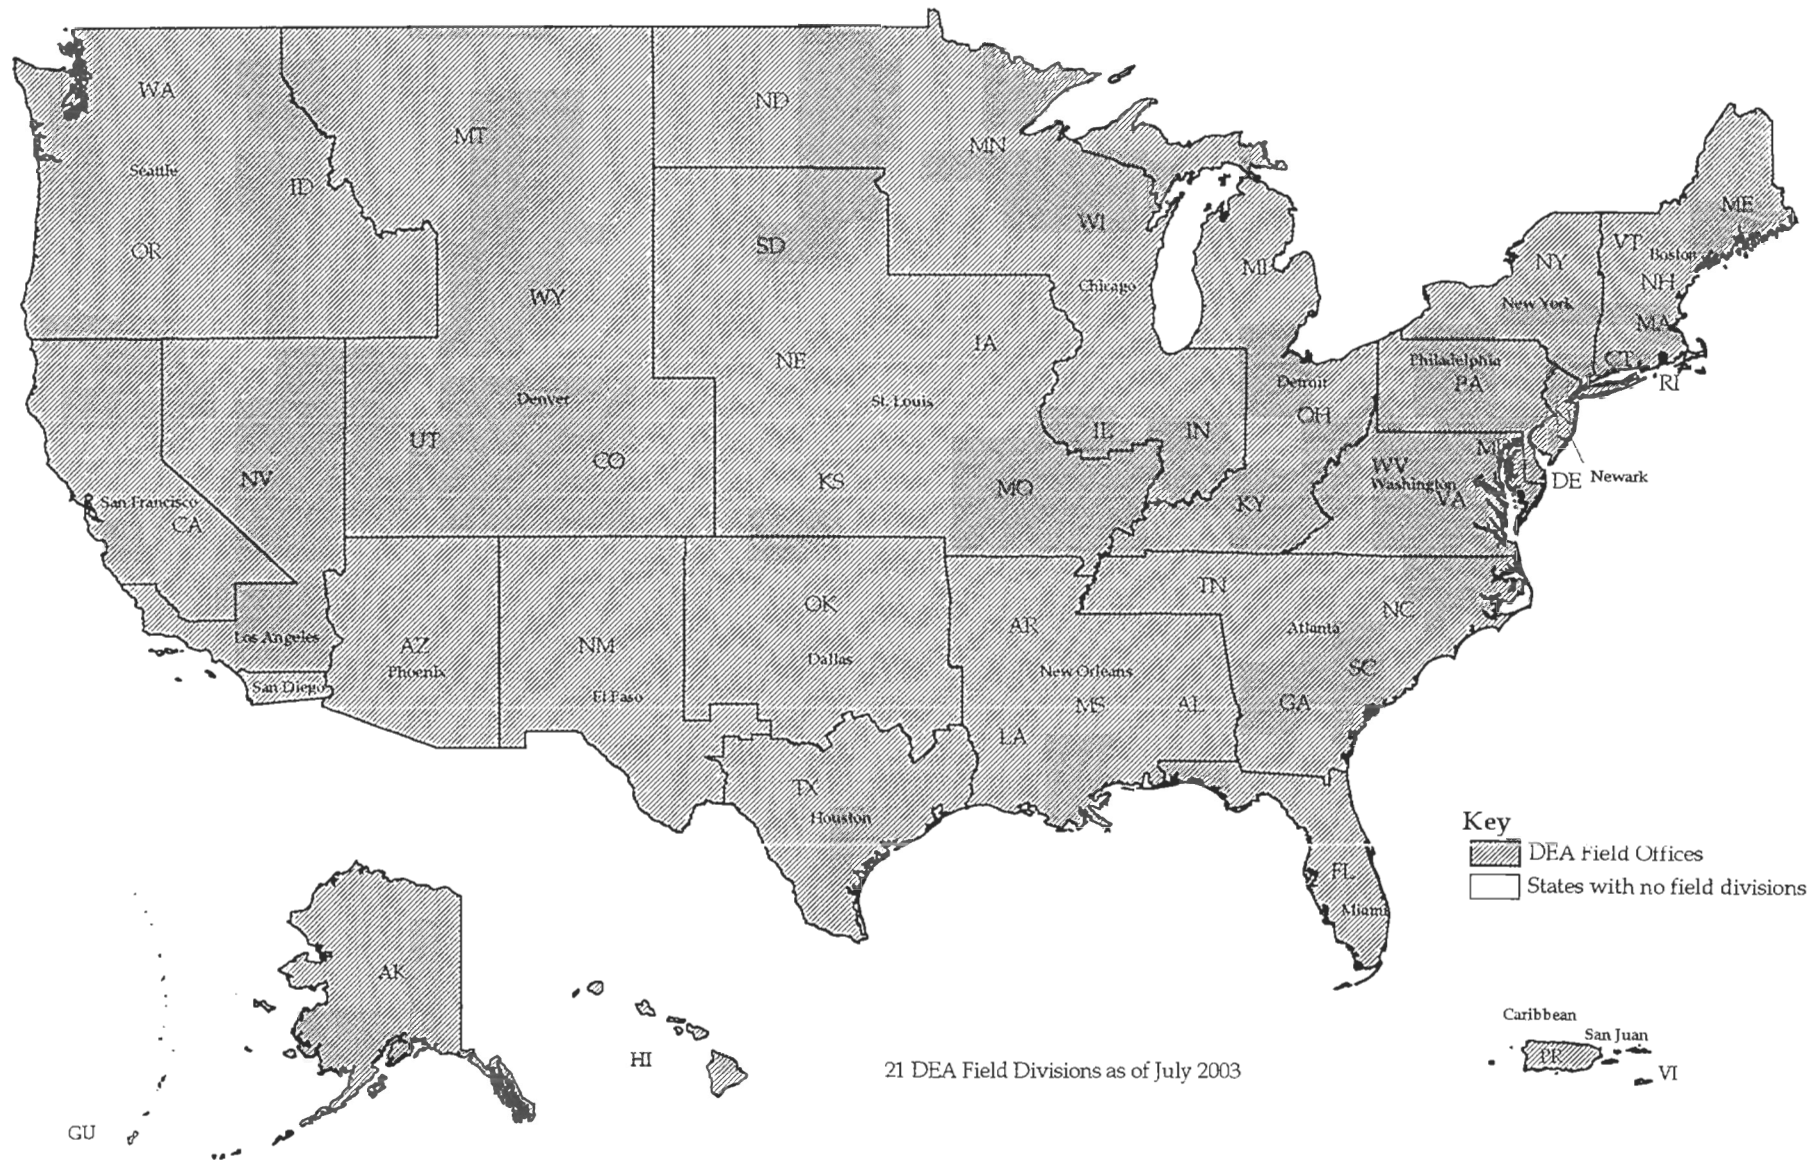 WA
ND
MT
MN
Seattle
ID
ME
WI
VT
SD
OR
Boston
NY
MI
NH
Chicago
WY
New York
MA
IA
NE
Philadelphia
CT
RI
PA
Detroit
Denver
St. Louis
OH
UT
IL
IN
CO
WV
NV
KS
Washington
DE
Newark
MO
VA
San Francisco
KY
CA
TN
OK
NC
AR
Atlanta
Los Angeles
AZ
NM
Dallas
SC
Phoenix
New Orleans
San Diego
El Paso
MS
AL
GA
LA
TX
Houston
Key
DEA Field Offices
FL
States with no field divisions
Miami
AK
Caribbean
San Juan
PR
HI
21 DEA Field Divisions as of July 2003
VI
GU